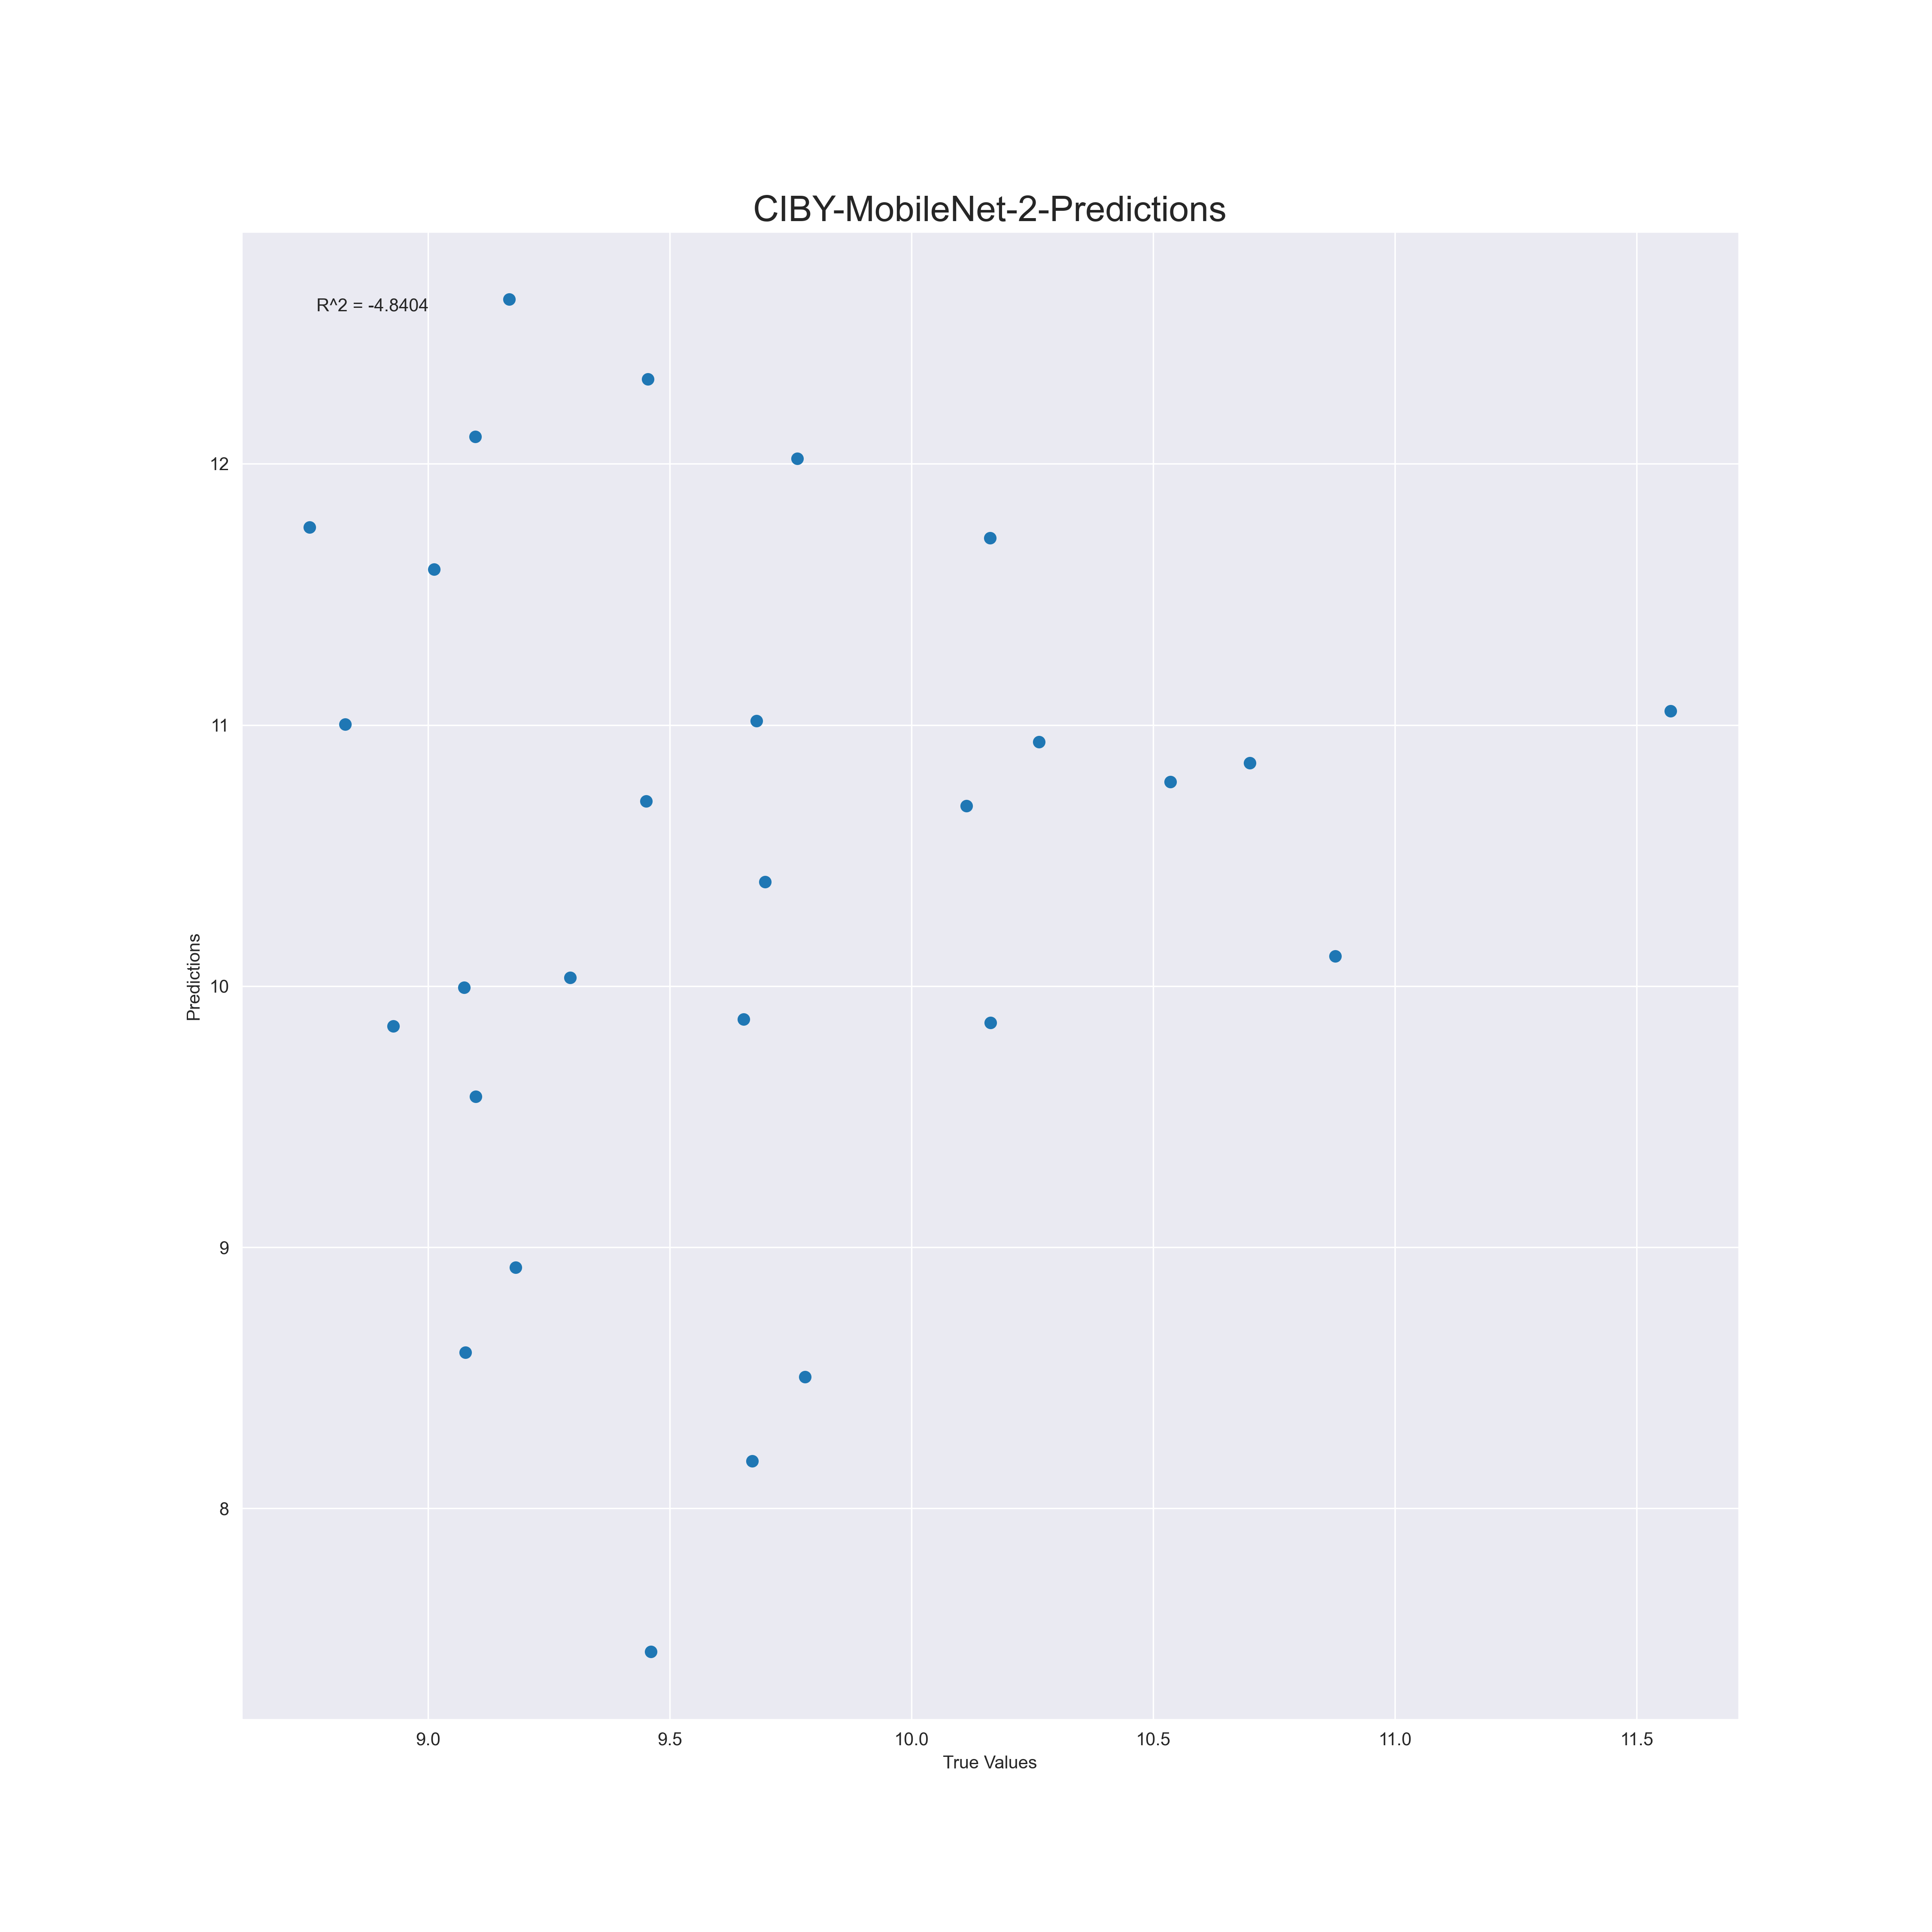 CIBY-MobileNet-2-Predictions
R^2 = -4.8404
12
11
10
9
8
Predictions
9.0 9.5 10.0 10.5 11.0 11.5
True Values